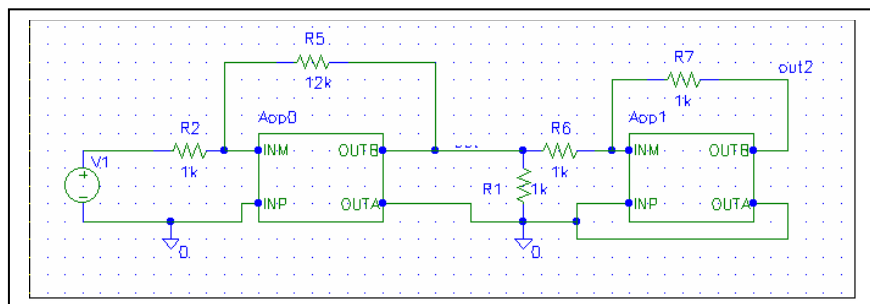 R5
12k
R7
1k
out2
Aop0
Aop1
R2
1k
R6
1k
V1
INM
OUTB
INP
OUTA
R1
1k
INM
OUTB
INP
OUTA
0
0